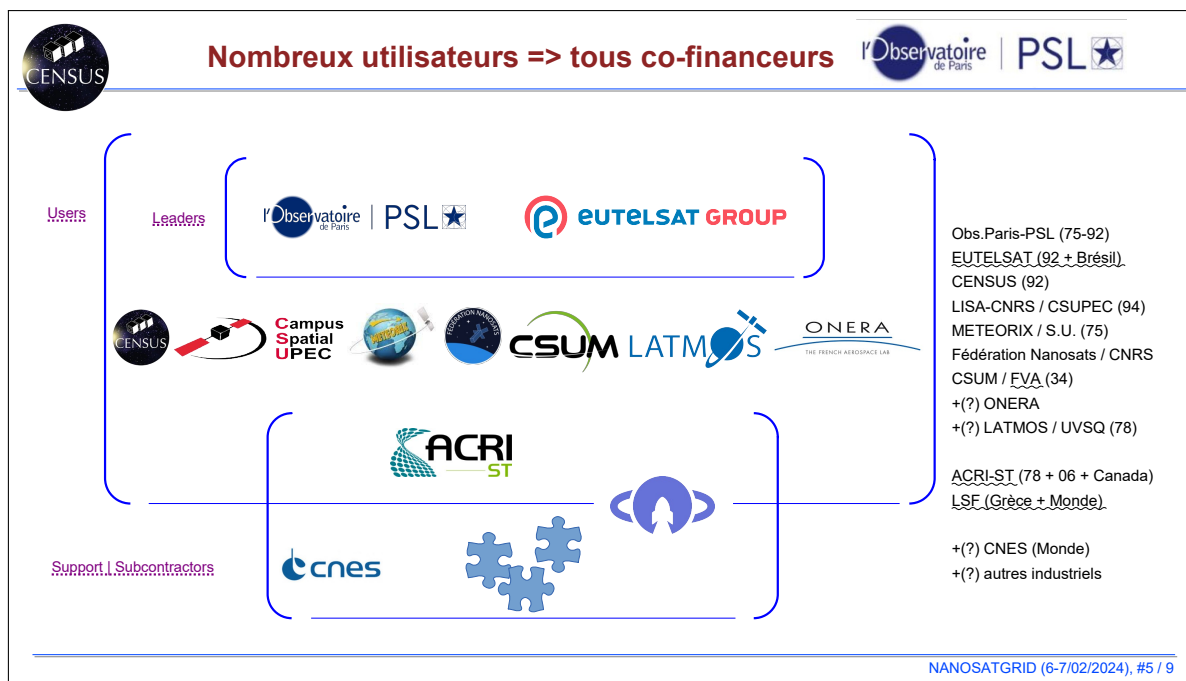 CENSUS
Nombreux utilisateurs => tous co-financeurs
l'Observatoire de Paris | PSL
Users
Leaders
l'Observatoire de Paris | PSL
eutelsat GROUP
CENSUS
Campus
Spatial
UPEC
METEORIX
FÉDÉRATION NANOSATS
CSUM
LATMOS
ONERA
THE FRENCH AEROSPACE LAB
ACRI
ST
Support | Subcontractors
cnes
Obs.Paris-PSL (75-92)
EUTELSAT (92 + Brésil)
CENSUS (92)
LISA-CNRS / CSUPEC (94)
METEORIX / S.U. (75)
Fédération Nanosats / CNRS
CSUM / FVA (34)
+(?) ONERA
+(?) LATMOS / UVSQ (78)
ACRI-ST (78 + 06 + Canada)
LSF (Grèce + Monde)
+(?) CNES (Monde)
+(?) autres industriels
NANOSATGRID (6-7/02/2024), #5 / 9